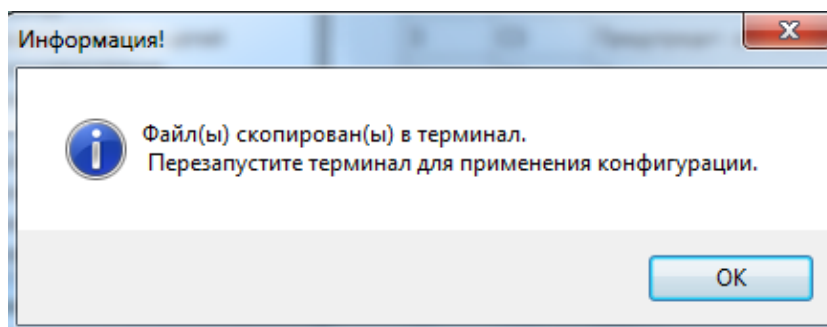 Информация!
Файл(ы) скопирован(ы) в терминал.
Перезапустите терминал для применения конфигурации.
OK